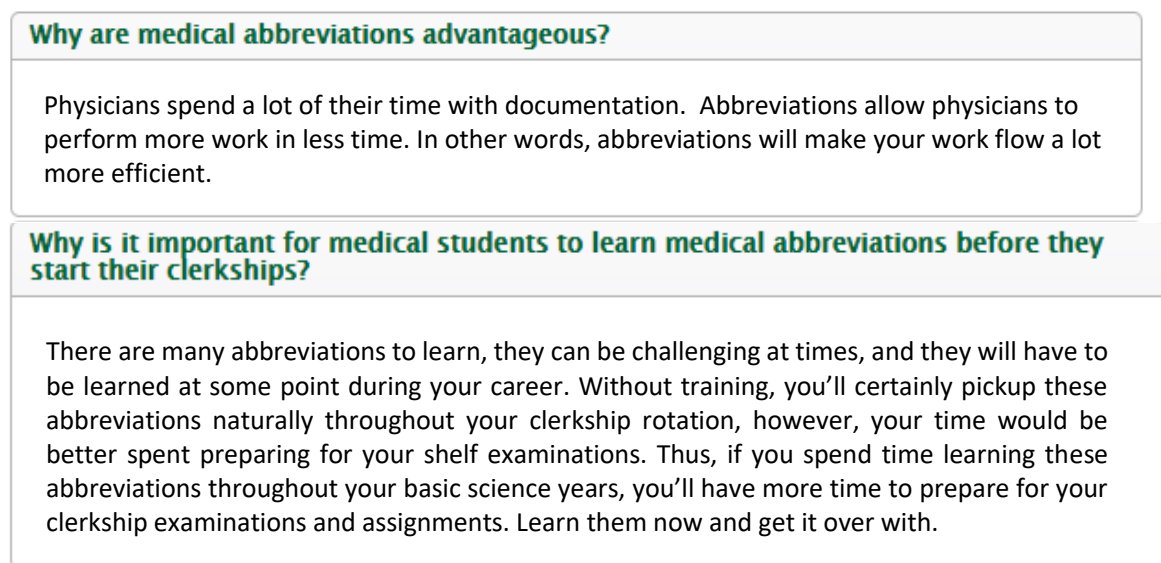 Why are medical abbreviations advantageous?
Physicians spend a lot of their time with documentation.  Abbreviations allow physicians to
perform more work in less time. In other words, abbreviations will make your work flow a lot
more efficient.
Why is it important for medical students to learn medical abbreviations before they
start their clerkships?
There are many abbreviations to learn, they can be challenging at times, and they will have to
be learned at some point during your career. Without training, you’ll certainly pickup these
abbreviations naturally throughout your clerkship rotation, however, your time would be
better spent preparing for your shelf examinations. Thus, if you spend time learning these
abbreviations throughout your basic science years, you’ll have more time to prepare for your
clerkship examinations and assignments. Learn them now and get it over with.